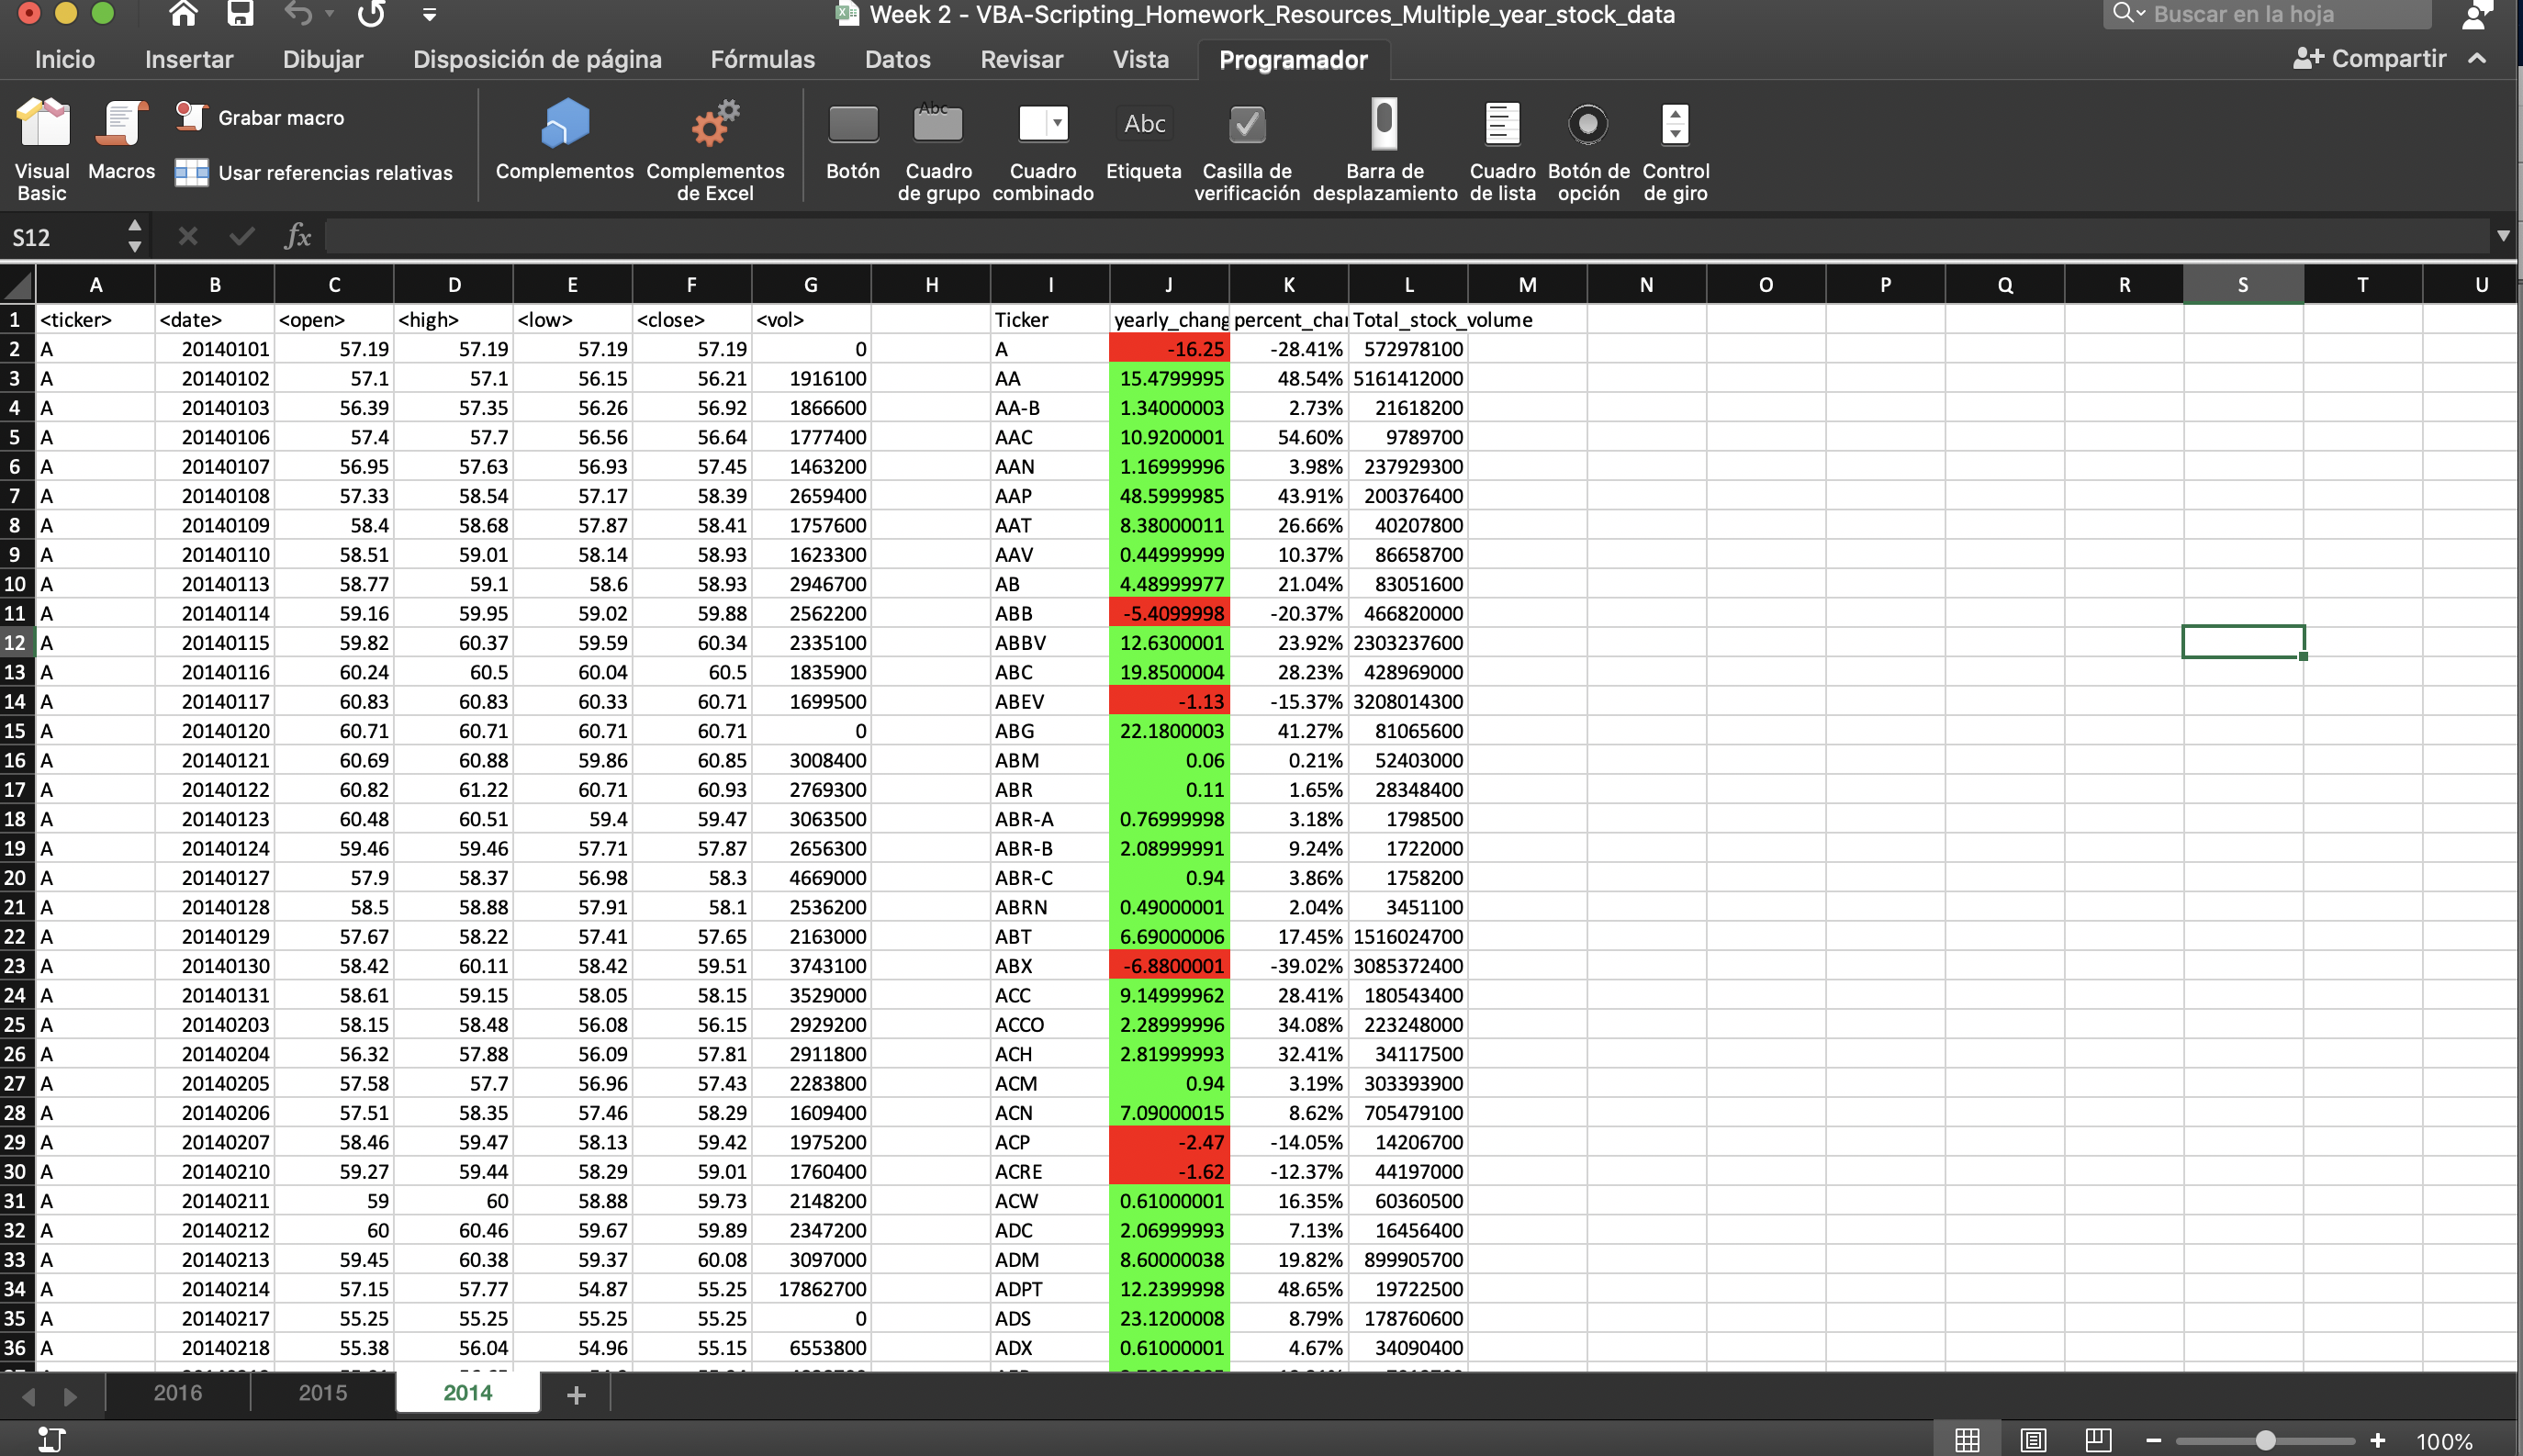 Week 2 - VBA-Scripting_Homework_Resources_Multiple_year_stock_data
Buscar en la hoja
Inicio Insertar Dibujar Disposición de página Fórmulas Datos Revisar Vista Programador Compartir
Visual Basic Macros Grabar macro Usar referencias relativas Complementos Complementos de Excel Botón Abc Cuadro de grupo Cuadro combinado Abc Etiqueta Casilla de verificación Barra de desplazamiento Cuadro de lista Botón de opción Control de giro
S12 fx
A B C D E F G H I J K L M N O P Q R S T U
1 <ticker> <date> <open> <high> <low> <close> <vol> Ticker yearly_chang percent_cha Total_stock_volume
2 A 20140101 57.19 57.19 57.19 57.19 0 A -16.25 -28.41% 572978100
3 A 20140102 57.1 57.1 56.15 56.21 1916100 AA 15.4799995 48.54% 5161412000
4 A 20140103 56.39 57.35 56.26 56.92 1866600 AA-B 1.34000003 2.73% 21618200
5 A 20140106 57.4 57.7 56.56 56.64 1777400 AAC 10.9200001 54.60% 9789700
6 A 20140107 56.95 57.63 56.93 57.45 1463200 AAN 1.16999996 3.98% 237929300
7 A 20140108 57.33 58.54 57.17 58.39 2659400 AAP 48.5999985 43.91% 200376400
8 A 20140109 58.4 58.68 57.87 58.41 1757600 AAT 8.38000011 26.66% 40207800
9 A 20140110 58.51 59.01 58.14 58.93 1623300 AAV 0.44999999 10.37% 86658700
10 A 20140113 58.77 59.1 58.6 58.93 2946700 AB 4.48999977 21.04% 83051600
11 A 20140114 59.16 59.95 59.02 59.88 2562200 ABB -5.4099998 -20.37% 466820000
12 A 20140115 59.82 60.37 59.59 60.34 2335100 ABBV 12.6300001 23.92% 2303237600
13 A 20140116 60.24 60.5 60.04 60.5 1835900 ABC 19.8500004 28.23% 428969000
14 A 20140117 60.83 60.83 60.33 60.71 1699500 ABEV -1.13 -15.37% 3208014300
15 A 20140120 60.71 60.71 60.71 60.71 0 ABG 22.1800003 41.27% 81065600
16 A 20140121 60.69 60.88 59.86 60.85 3008400 ABM 0.06 0.21% 52403000
17 A 20140122 60.82 61.22 60.71 60.93 2769300 ABR 0.11 1.65% 28348400
18 A 20140123 60.48 60.51 59.4 59.47 3063500 ABR-A 0.76999998 3.18% 1798500
19 A 20140124 59.46 59.46 57.71 57.87 2656300 ABR-B 2.08999991 9.24% 1722000
20 A 20140127 57.9 58.37 56.98 58.3 4669000 ABR-C 0.94 3.86% 1758200
21 A 20140128 58.5 58.88 57.91 58.1 2536200 ABRN 0.49000001 2.04% 3451100
22 A 20140129 57.67 58.22 57.41 57.65 2163000 ABT 6.69000006 17.45% 1516024700
23 A 20140130 58.42 60.11 58.42 59.51 3743100 ABX -6.8800001 -39.02% 3085372400
24 A 20140131 58.61 59.15 58.05 58.15 3529000 ACC 9.14999962 28.41% 180543400
25 A 20140203 58.15 58.48 56.08 56.15 2929200 ACCO 2.28999996 34.08% 223248000
26 A 20140204 56.32 57.88 56.09 57.81 2911800 ACH 2.81999993 32.41% 34117500
27 A 20140205 57.58 57.7 56.96 57.43 2283800 ACM 0.94 3.19% 303393900
28 A 20140206 57.51 58.35 57.46 58.29 1609400 ACN 7.09000015 8.62% 705479100
29 A 20140207 58.46 59.47 58.13 59.42 1975200 ACP -2.47 -14.05% 14206700
30 A 20140210 59.27 59.44 58.29 59.01 1760400 ACRE -1.62 -12.37% 44197000
31 A 20140211 59 60 58.88 59.73 2148200 ACW 0.61000001 16.35% 60360500
32 A 20140212 60 60.46 59.67 59.89 2347200 ADC 2.06999993 7.13% 16456400
33 A 20140213 59.45 60.38 59.37 60.08 3097000 ADM 8.60000038 19.82% 899905700
34 A 20140214 57.15 57.77 54.87 55.25 17862700 ADPT 12.2399998 48.65% 19722500
35 A 20140217 55.25 55.25 55.25 55.25 0 ADS 23.1200008 8.79% 178760600
36 A 20140218 55.38 56.04 54.96 55.15 6553800 ADX 0.61000001 4.67% 34090400
2016 2015 2014
100%